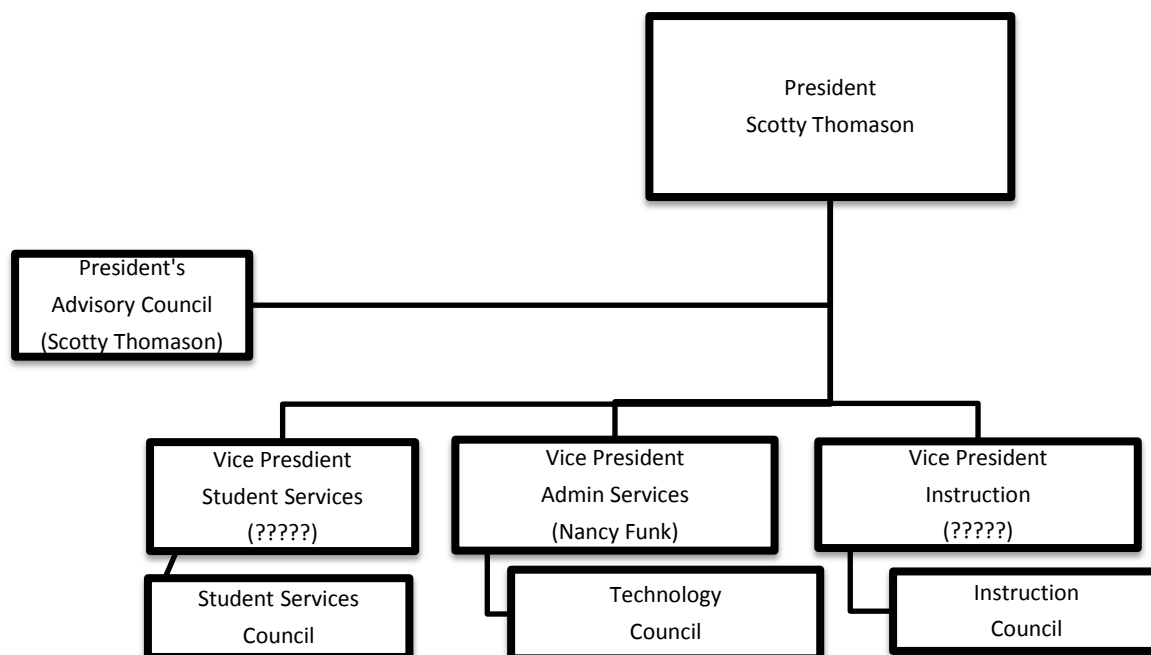 President
Scotty Thomason
President's
Advisory Council
(Scotty Thomason)
Vice Presdient
Student Services
(?????)
Vice President
Admin Services
(Nancy Funk)
Vice President
Instruction
(?????)
Student Services
Council
Technology
Council
Instruction
Council